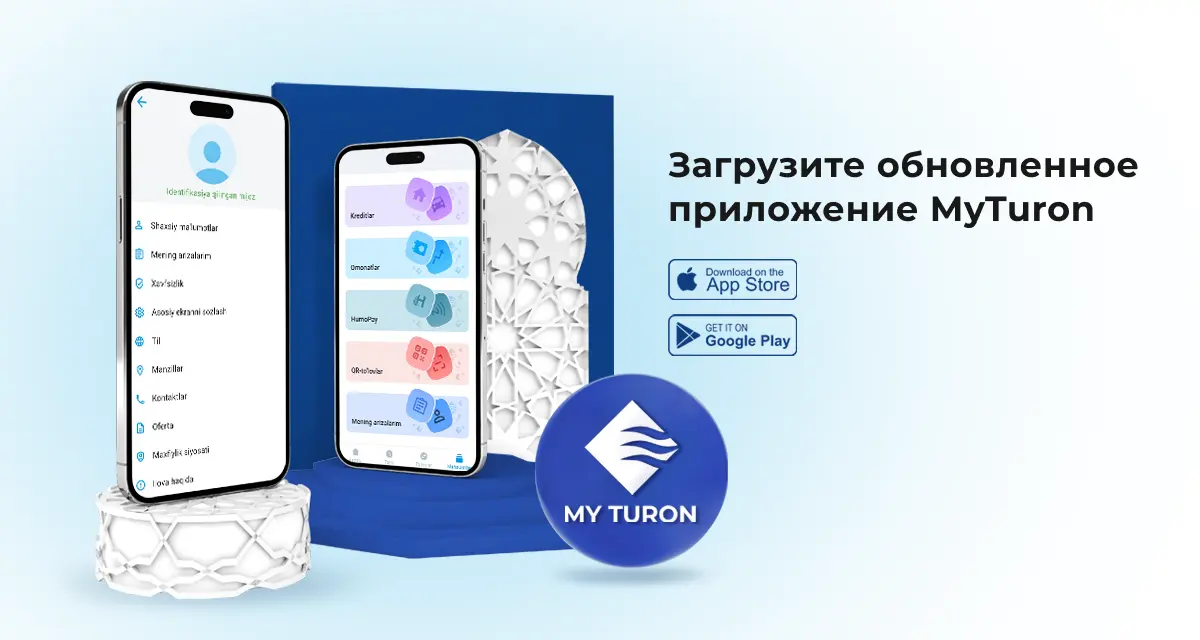 Identifikasiya qilingan mijoz
Shaxsiy ma'lumotlar
Mening arizalarim
Xavfsizlik
Asosiy ekranni sozlash
Til
Manzillar
Kontaktlar
Oferta
Maxfiylik siyosati
Ilova haqida
Kreditlar
Omonatlar
HumoPay
QR-to'lovlar
Mening arizalarim
Загрузите обновленное
приложение MyTuron
Download on the
App Store
GET IT ON
Google Play
MY TURON